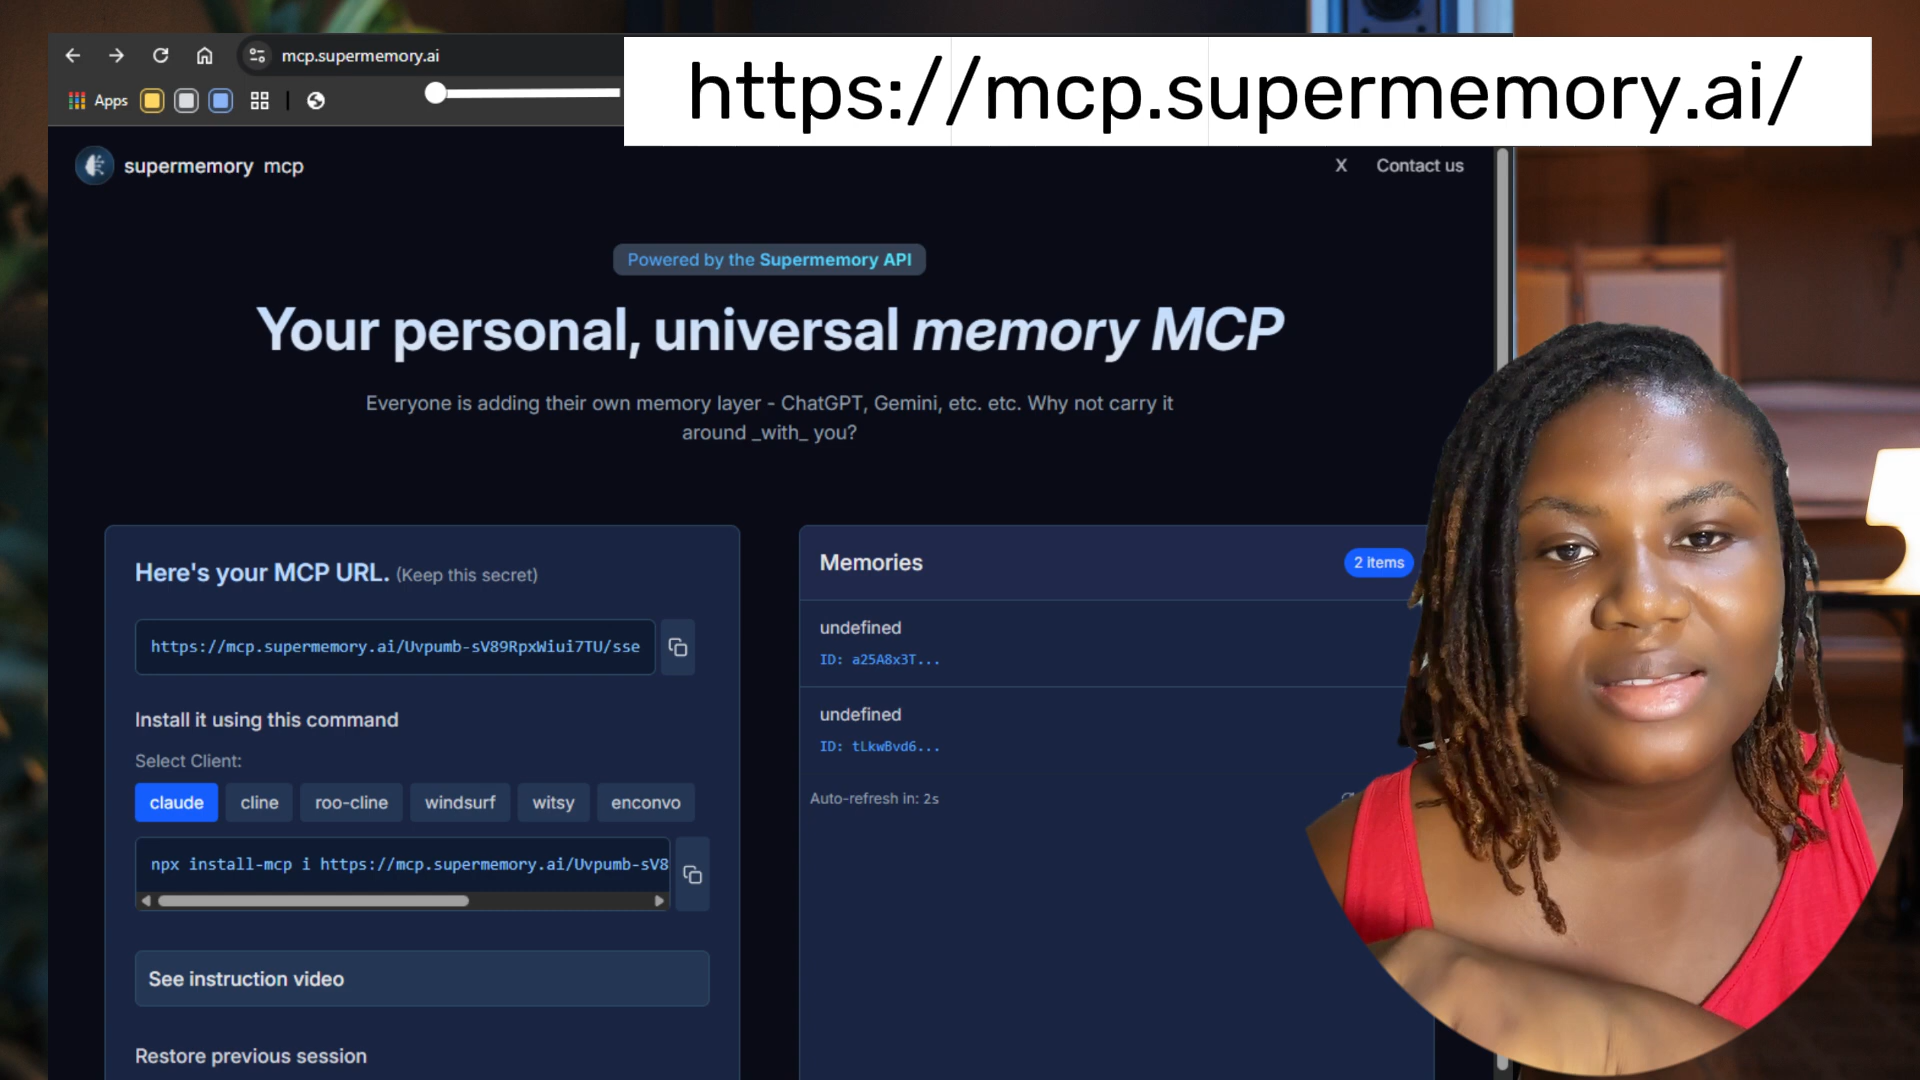 mcp.supermemory.ai
https://mcp.supermemory.ai/
Apps
supermemory mcp
X Contact us
Powered by the Supermemory API
Your personal, universal memory MCP
Everyone is adding their own memory layer - ChatGPT, Gemini, etc. etc. Why not carry it
around _with_ you?
Here's your MCP URL. (Keep this secret)
https://mcp.supermemory.ai/Uvpumb-sV89RpxWiui7TU/sse
Install it using this command
Select Client:
claude cline roo-cline windsurf witsy enconvo
npx install-mcp i https://mcp.supermemory.ai/Uvpumb-sV8
See instruction video
Restore previous session
Memories 2 items
undefined
ID: a25A8x3T...
undefined
ID: tLkwBvd6...
Auto-refresh in: 2s